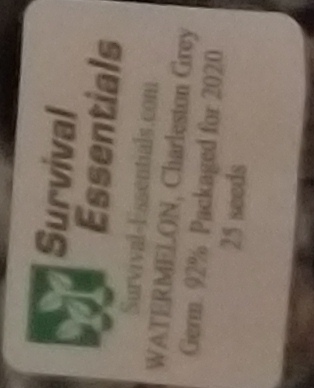 Survival
Essentials
Survival-Essentials.com
WATERMELON, Charleston Grey
Germ. 92% Packaged for 2020
25 seeds